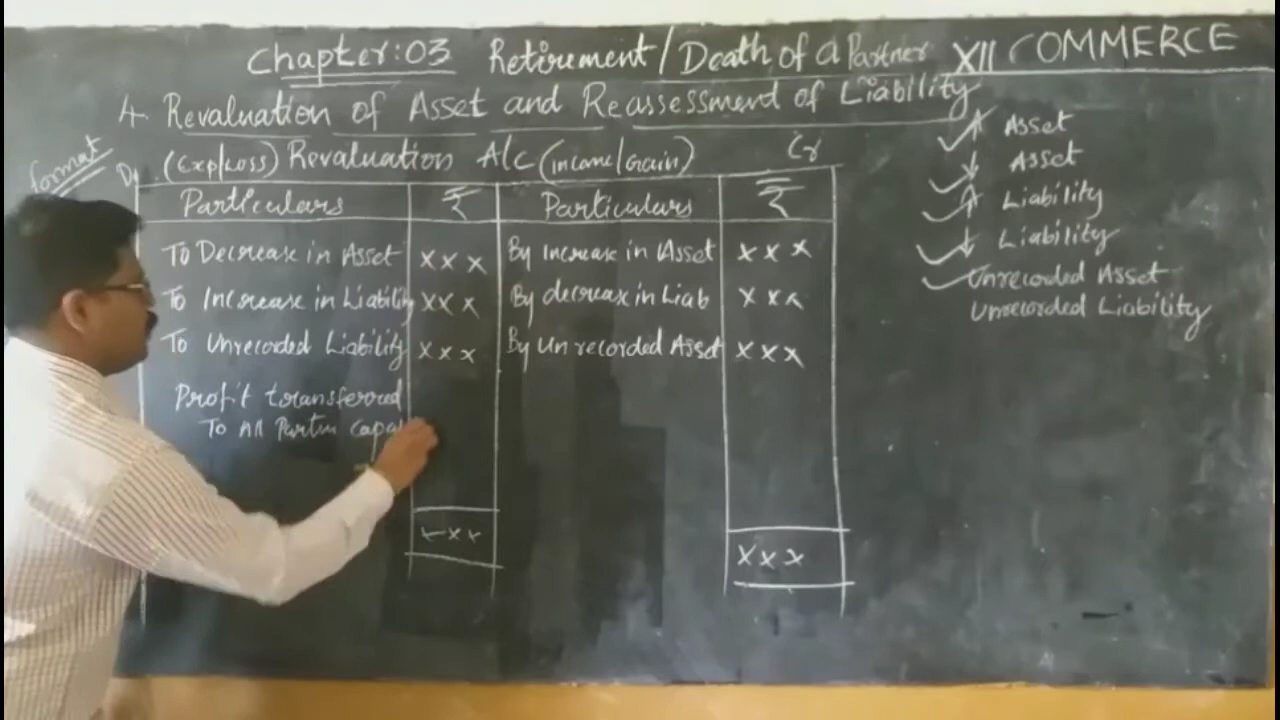 Chapter:03 Retirement/Death of a Partner XII COMMERCE
4. Revaluation of Asset and Reassessment of Liability
format
Dr (Exp/Loss) Revaluation A/C (income/Gain) Cr
Particulars ₹ Particulars ₹
To Decrease in Asset xxx By Increase in Asset xxx
To Increase in Liability xxx By decrease in Liab xxx
To Unrecorded Liability xxx By Unrecorded Asset xxx
Profit transferred
To All Partner Capa
xxx xxx
✓ ↑ Asset
✓ ↓ Asset
✓ ↑ Liability
✓ ↓ Liability
✓ Unrecorded Asset
Unrecorded Liability